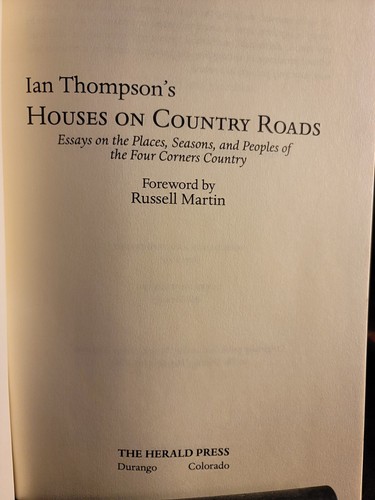 Ian Thompson's
HOUSES ON COUNTRY ROADS
Essays on the Places, Seasons, and Peoples of
the Four Corners Country
Foreword by
Russell Martin
THE HERALD PRESS
Durango Colorado